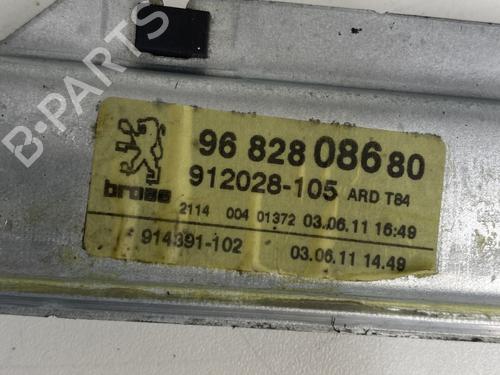 B-PARTS
96 828 086 80
brose
912028-105 ARD T84
2114 004 01372 03.06.11 16:49
914391-102 03.06.11 14.49